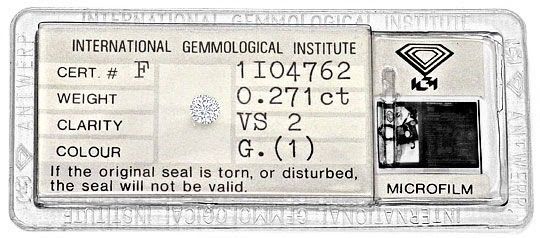 INTERNATIONAL GEMMOLOGICAL INSTITUTE
INTERNATIONAL GEMMOLOGICAL INSTITUTE
CERT. # F 1I04762
WEIGHT 0.271ct
CLARITY VS 2
COLOUR G.(1)
If the original seal is torn, or disturbed,
the seal will not be valid.
MICROFILM
ANTWERP
ANTWERP
INTERNATIONAL GEMMOLOGICAL INSTITUTE